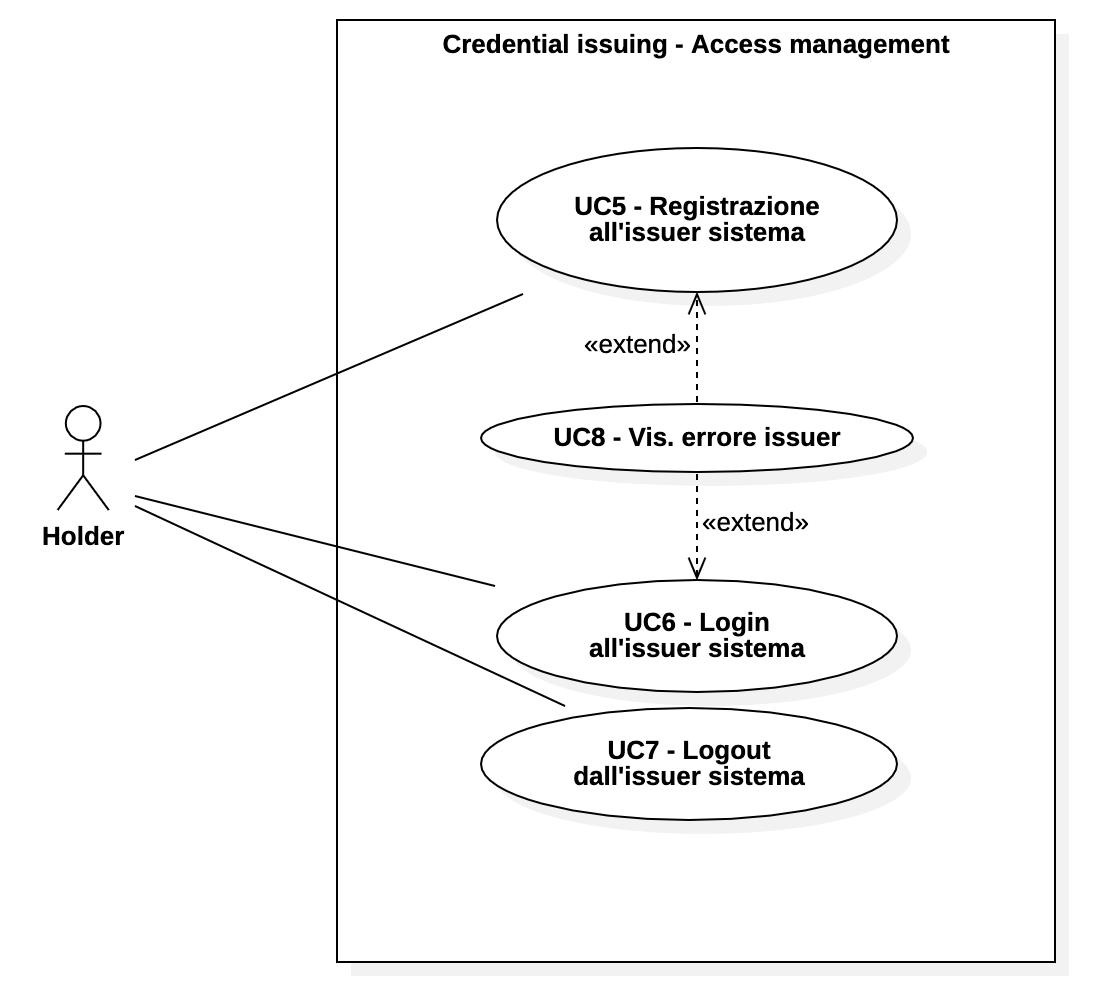 Credential issuing - Access management
UC5 - Registrazione
all'issuer sistema
«extend»
UC8 - Vis. errore issuer
«extend»
Holder
UC6 - Login
all'issuer sistema
UC7 - Logout
dall'issuer sistema